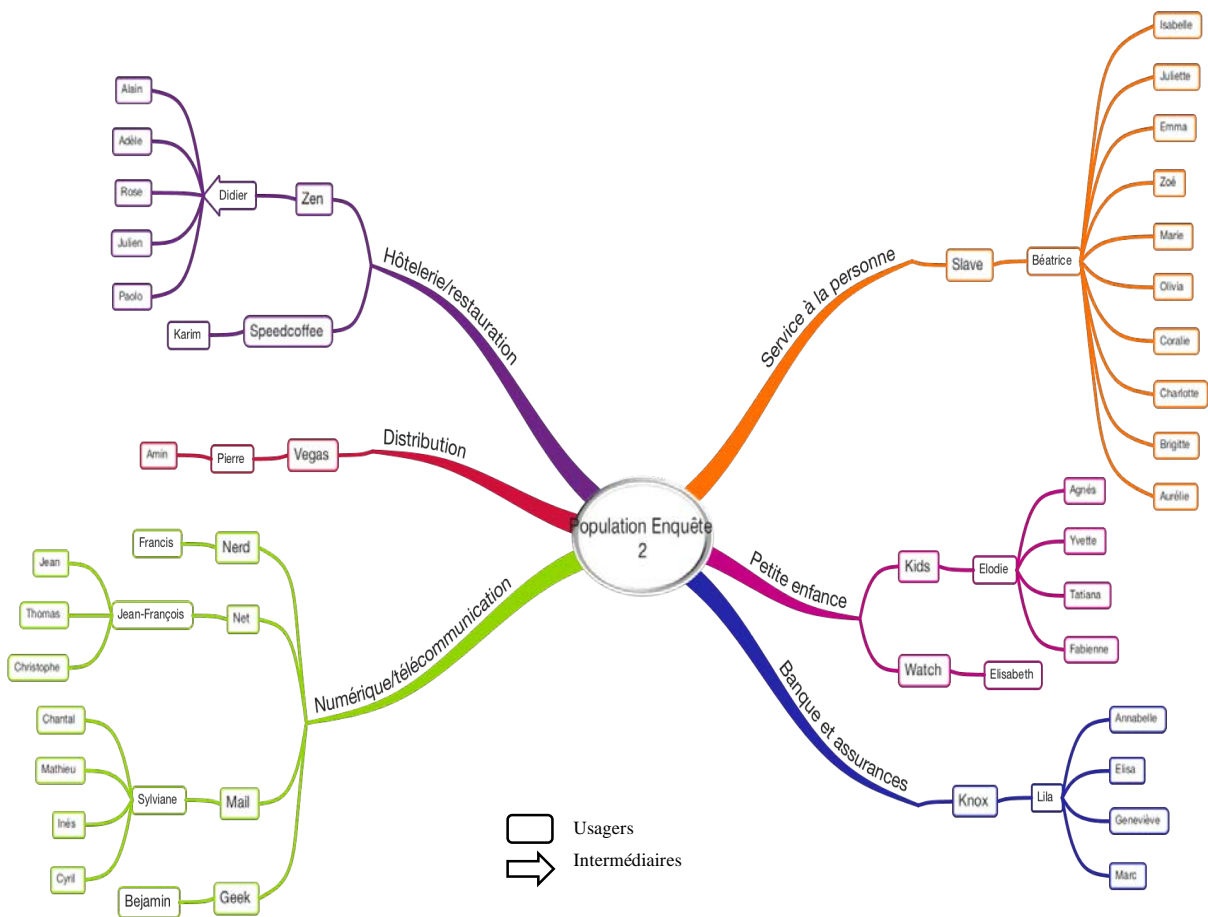 Population Enquête
2
Hôtelerie/restauration
Zen
Didier
Alain
Adèle
Rose
Julien
Paolo
Speedcoffee
Karim
Distribution
Vegas
Pierre
Amin
Numérique/télécommunication
Nerd
Francis
Net
Jean-François
Jean
Thomas
Christophe
Mail
Sylviane
Chantal
Mathieu
Inès
Cyril
Geek
Bejamin
Service à la personne
Slave
Béatrice
Isabelle
Juliette
Emma
Zoé
Marie
Olivia
Coralie
Charlotte
Brigitte
Aurélie
Petite enfance
Kids
Elodie
Agnès
Yvette
Tatiana
Fabienne
Watch
Elisabeth
Banque et assurances
Knox
Lila
Annabelle
Elisa
Geneviève
Marc
Usagers
Intermédiaires